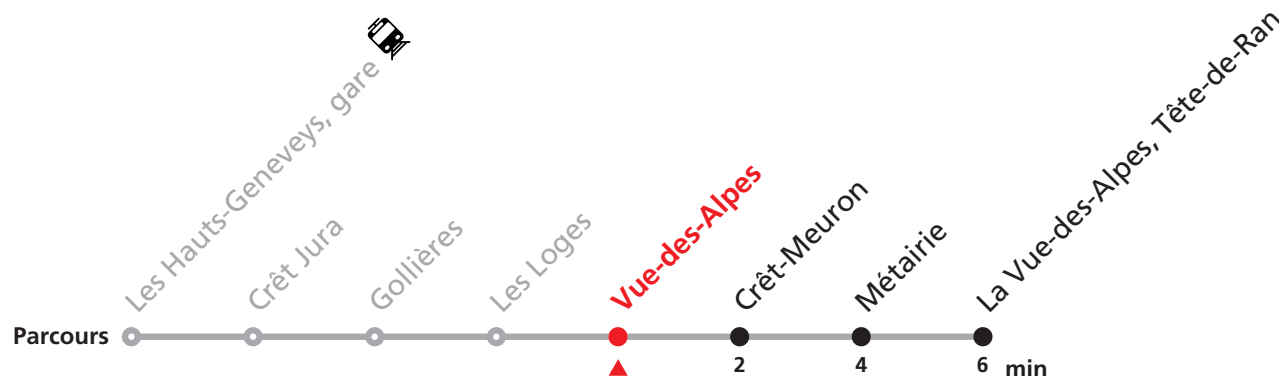 Les Hauts-Geneveys, gare
Crêt Jura
Gollières
Les Loges
Vue-des-Alpes
Crêt-Meuron
Métairie
La Vue-des-Alpes, Tête-de-Ran
Parcours
2 4 6 min